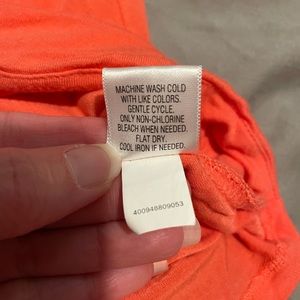 MACHINE WASH COLD
WITH LIKE COLORS.
GENTLE CYCLE.
ONLY NON-CHLORINE
BLEACH WHEN NEEDED.
FLAT DRY.
COOL IRON IF NEEDED.
400946809053